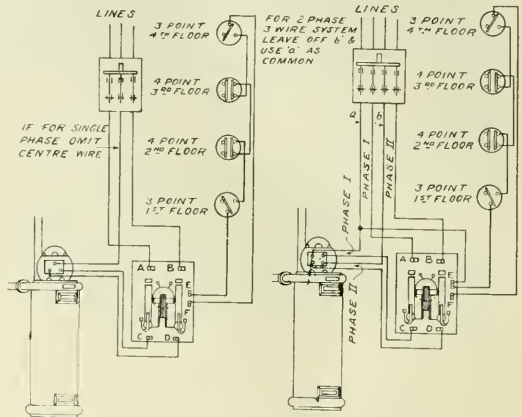 LINES
3 POINT
4TH FLOOR
4 POINT
3RD FLOOR
IF FOR SINGLE
PHASE OMIT
CENTRE WIRE
4 POINT
2ND FLOOR
3 POINT
1ST FLOOR
A B
E
F
C D
FOR 2 PHASE
3 WIRE SYSTEM
LEAVE OFF 'b' &
USE 'a' AS
COMMON
LINES
3 POINT
4TH FLOOR
4 POINT
3RD FLOOR
a b
PHASE I
PHASE II
4 POINT
2ND FLOOR
3 POINT
1ST FLOOR
PHASE I
PHASE II
A B
E
F
C D